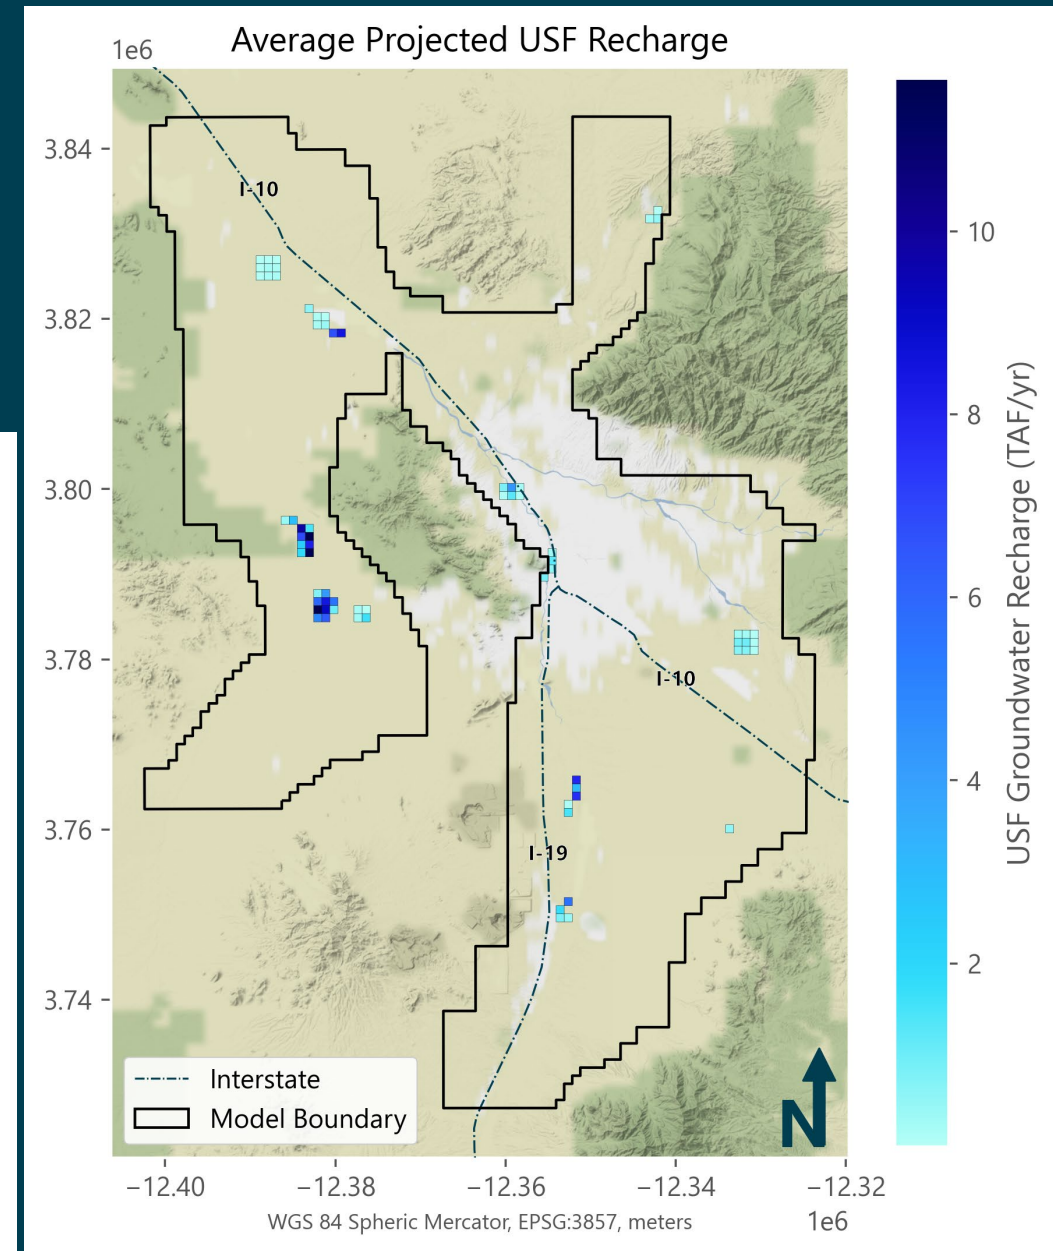 Average Projected USF Recharge
1e6
3.84
3.82
3.80
3.78
3.76
3.74
I-10
I-10
I-19
Interstate
Model Boundary
N
−12.40
−12.38
−12.36
−12.34
−12.32
WGS 84 Spheric Mercator, EPSG:3857, meters
1e6
10
8
6
4
2
USF Groundwater Recharge (TAF/yr)